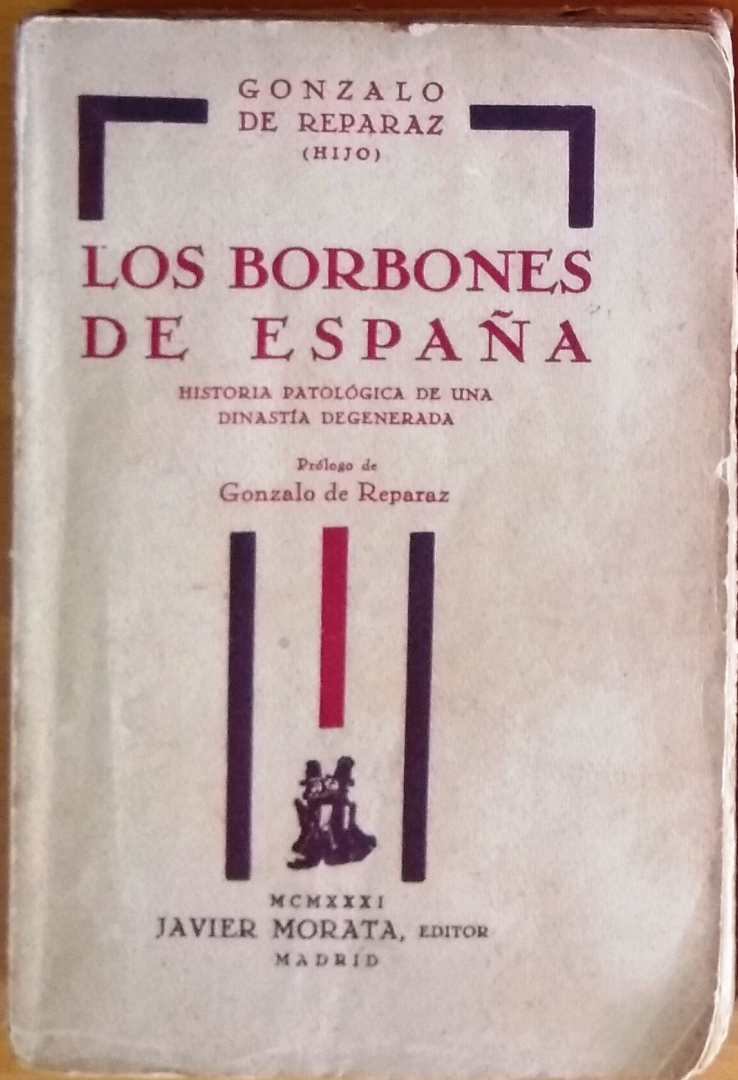 GONZALO
DE REPARAZ
(HIJO)
LOS BORBONES
DE ESPAÑA
HISTORIA PATOLÓGICA DE UNA
DINASTÍA DEGENERADA
Prólogo de
Gonzalo de Reparaz
MCMXXXI
JAVIER MORATA, EDITOR
MADRID